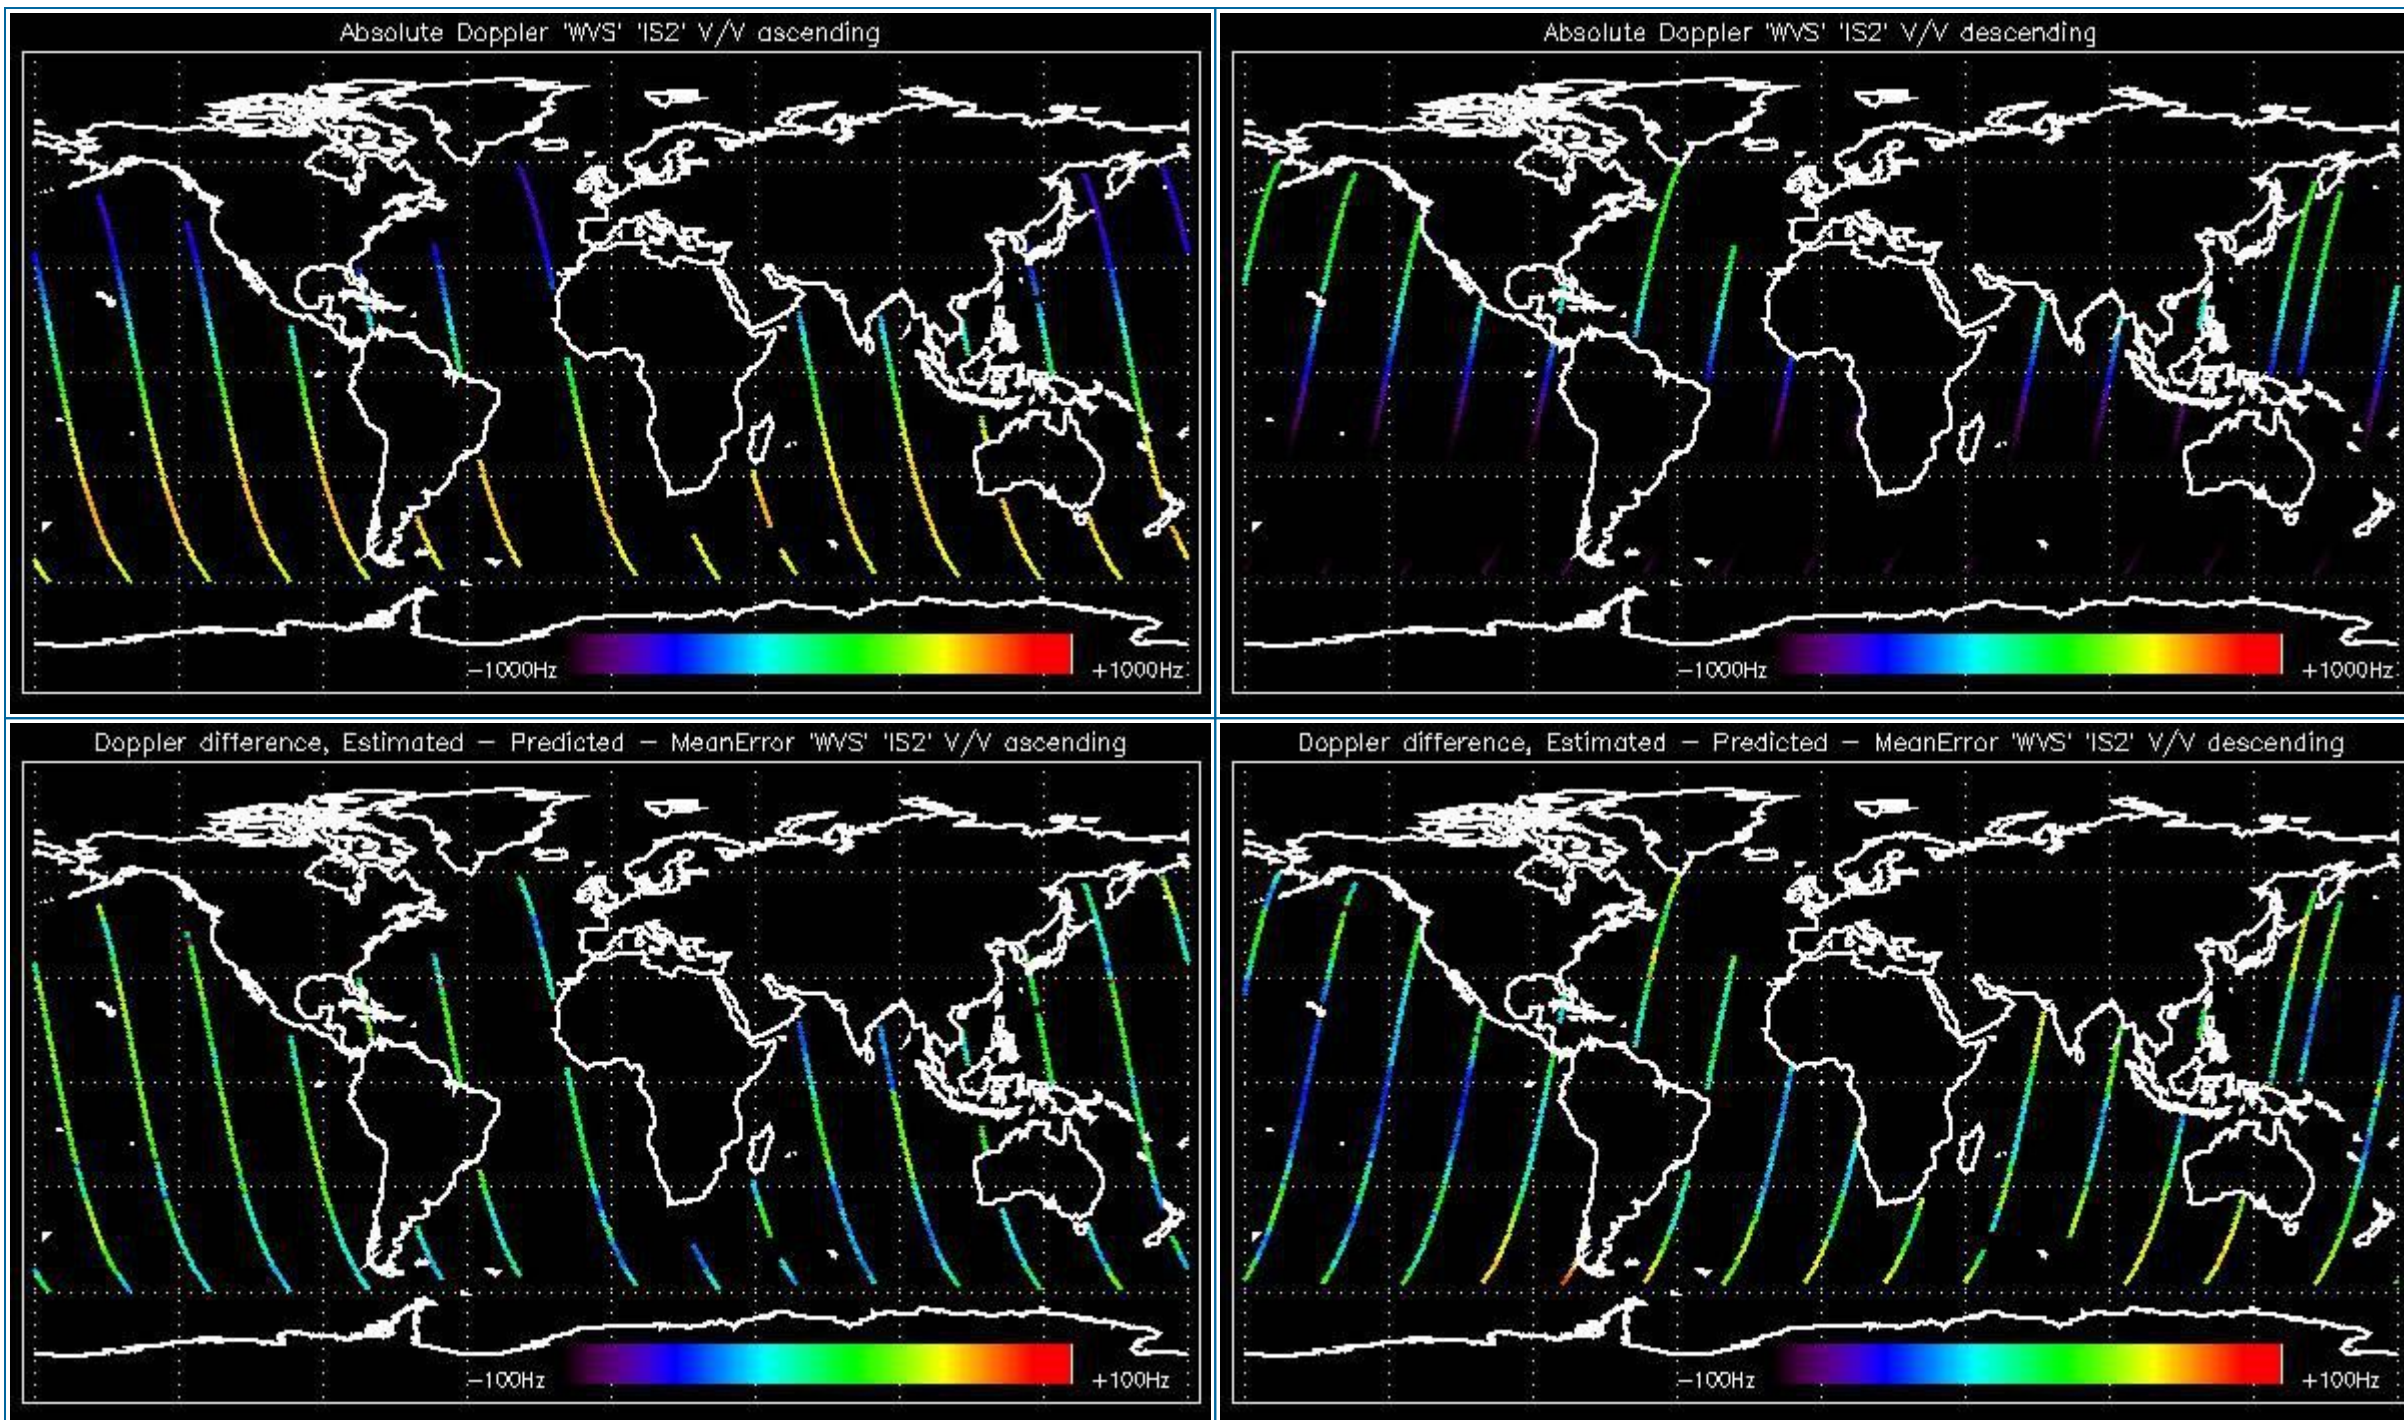 Absolute Doppler 'WVS' 'IS2' V/V ascending
-1000Hz
+1000Hz
Absolute Doppler 'WVS' 'IS2' V/V descending
-1000Hz
+1000Hz
Doppler difference, Estimated - Predicted - MeanError 'WVS' 'IS2' V/V ascending
-100Hz
+100Hz
Doppler difference, Estimated - Predicted - MeanError 'WVS' 'IS2' V/V descending
-100Hz
+100Hz